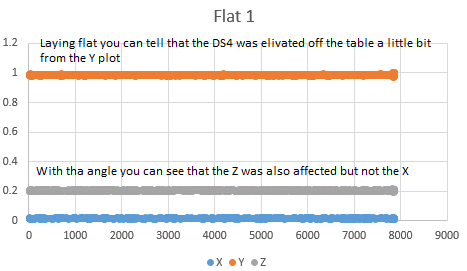 Flat 1
1.2
Laying flat you can tell that the DS4 was elivated off the table a little bit
from the Y plot
1
0.8
0.6
0.4
With tha angle you can see that the Z was also affected but not the X
0.2
0
0 1000 2000 3000 4000 5000 6000 7000 8000 9000
X Y Z